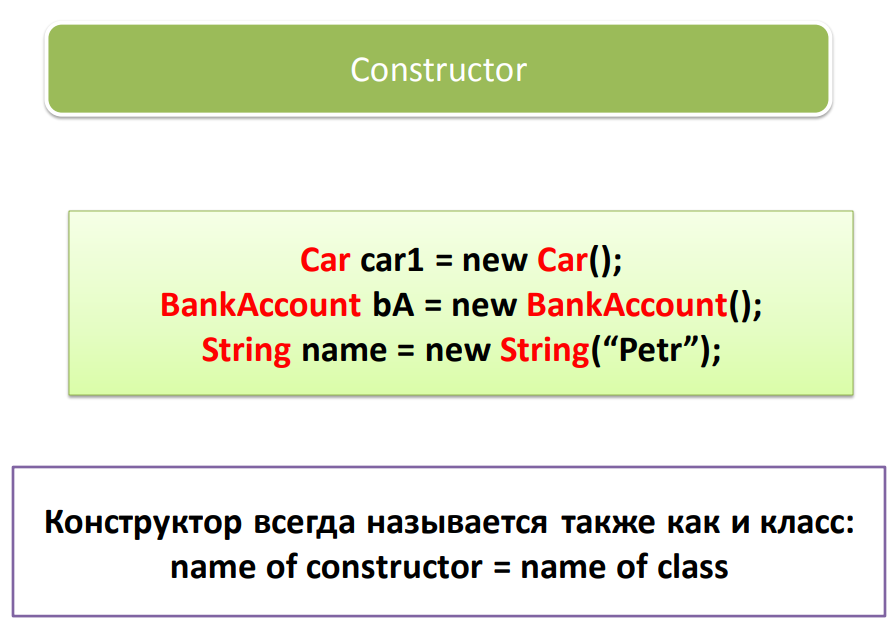 Constructor
Car car1 = new Car();
BankAccount bA = new BankAccount();
String name = new String(“Petr”);
Конструктор всегда называется также как и класс:
name of constructor = name of class